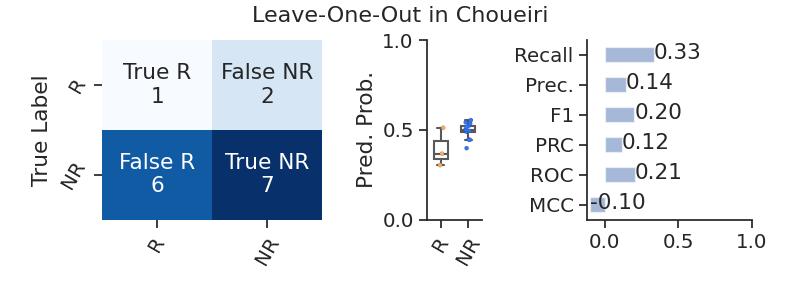 Leave-One-Out in Choueiri
True Label
R
NR
True R
1
False NR
2
False R
6
True NR
7
R
NR
Pred. Prob.
1.0
0.5
0.0
R
NR
Recall
0.33
Prec.
0.14
F1
0.20
PRC
0.12
ROC
0.21
MCC
-0.10
0.0
0.5
1.0